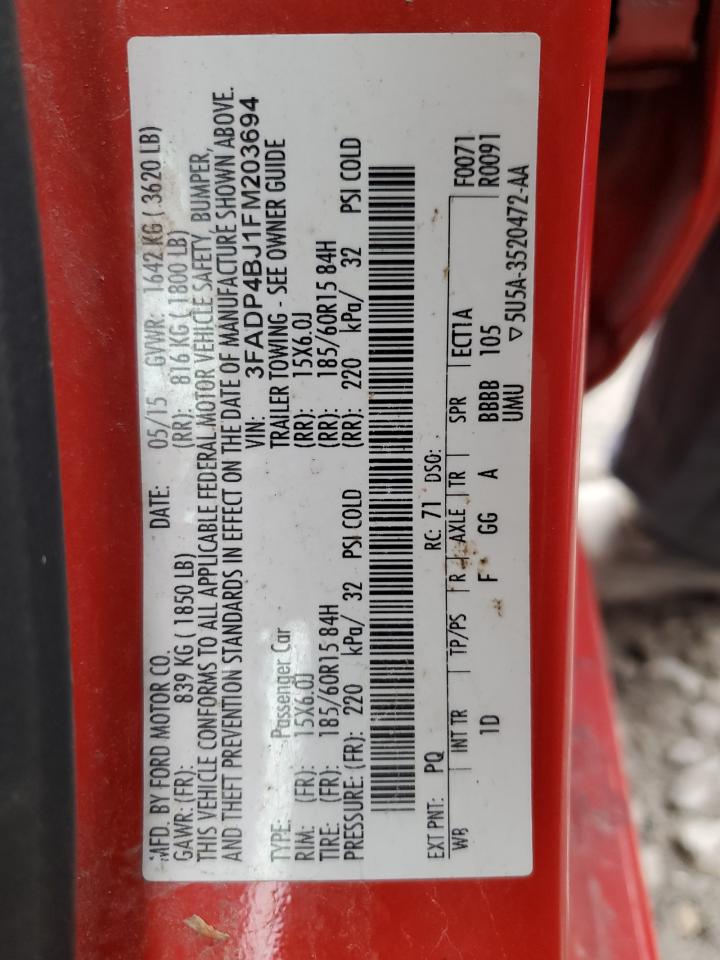 MFD. BY FORD MOTOR CO. DATE: 05/15 GVWR: 1642 KG ( 3620 LB)
GAWR: (FR): 839 KG ( 1850 LB) (RR): 816 KG ( 1800 LB)
THIS VEHICLE CONFORMS TO ALL APPLICABLE FEDERAL MOTOR VEHICLE SAFETY, BUMPER,
AND THEFT PREVENTION STANDARDS IN EFFECT ON THE DATE OF MANUFACTURE SHOWN ABOVE.
VIN: 3FADP4BJ1FM203694
TYPE: Passenger Car TRAILER TOWING - SEE OWNER GUIDE
RIM: (FR): 15X6.0J (RR): 15X6.0J
TIRE: (FR): 185/60R15 84H (RR): 185/60R15 84H
PRESSURE: (FR): 220 kPa/ 32 PSI COLD (RR): 220 kPa/ 32 PSI COLD
EXT PNT: PQ RC: 71 DSO: F0071
WB INT TR TP/PS R AXLE TR SPR ECT1A R0091
1D F GG A BBBB 105
UMU ▽5U5A-3520472-AA